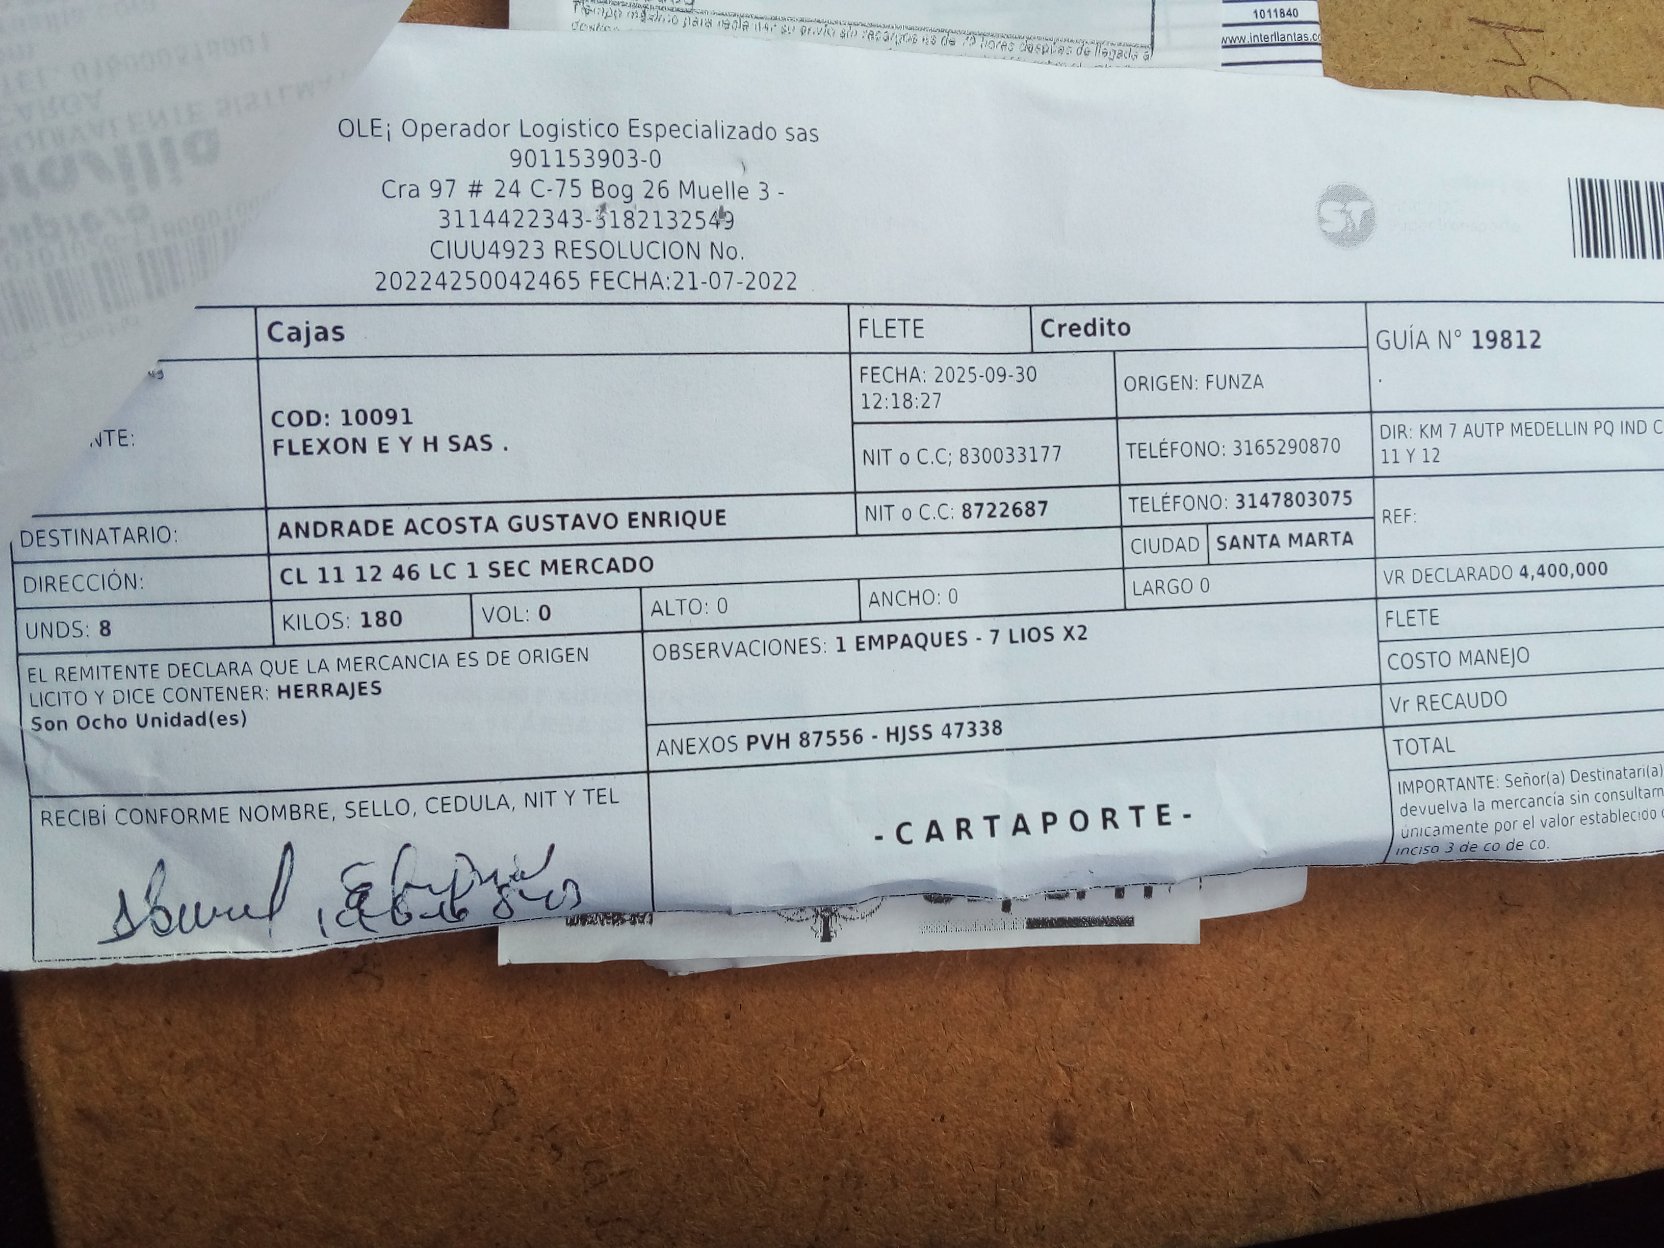 1011840
www.interllantas.c
OLE¡ Operador Logistico Especializado sas
901153903-0
Cra 97 # 24 C-75 Bog 26 Muelle 3 -
3114422343-3182132549
CIUU4923 RESOLUCION No.
20224250042465 FECHA:21-07-2022
ST
Cajas
FLETE
Credito
GUÍA N° 19812
.
NTE:
COD: 10091
FLEXON E Y H SAS .
FECHA: 2025-09-30
12:18:27
ORIGEN: FUNZA
NIT o C.C; 830033177
TELÉFONO: 3165290870
DIR: KM 7 AUTP MEDELLIN PQ IND C
11 Y 12
DESTINATARIO:
ANDRADE ACOSTA GUSTAVO ENRIQUE
NIT o C.C: 8722687
TELÉFONO: 3147803075
REF:
DIRECCIÓN:
CL 11 12 46 LC 1 SEC MERCADO
CIUDAD
SANTA MARTA
UNDS: 8
KILOS: 180
VOL: 0
ALTO: 0
ANCHO: 0
LARGO 0
VR DECLARADO 4,400,000
EL REMITENTE DECLARA QUE LA MERCANCIA ES DE ORIGEN
LICITO Y DICE CONTENER: HERRAJES
Son Ocho Unidad(es)
OBSERVACIONES: 1 EMPAQUES - 7 LIOS X2
FLETE
COSTO MANEJO
Vr RECAUDO
ANEXOS PVH 87556 - HJSS 47338
TOTAL
RECIBÍ CONFORME NOMBRE, SELLO, CEDULA, NIT Y TEL
-CARTAPORTE-
IMPORTANTE: Señor(a) Destinatari(a)
devuelva la mercancía sin consultarn
únicamente por el valor establecido
inciso 3 de co de co.